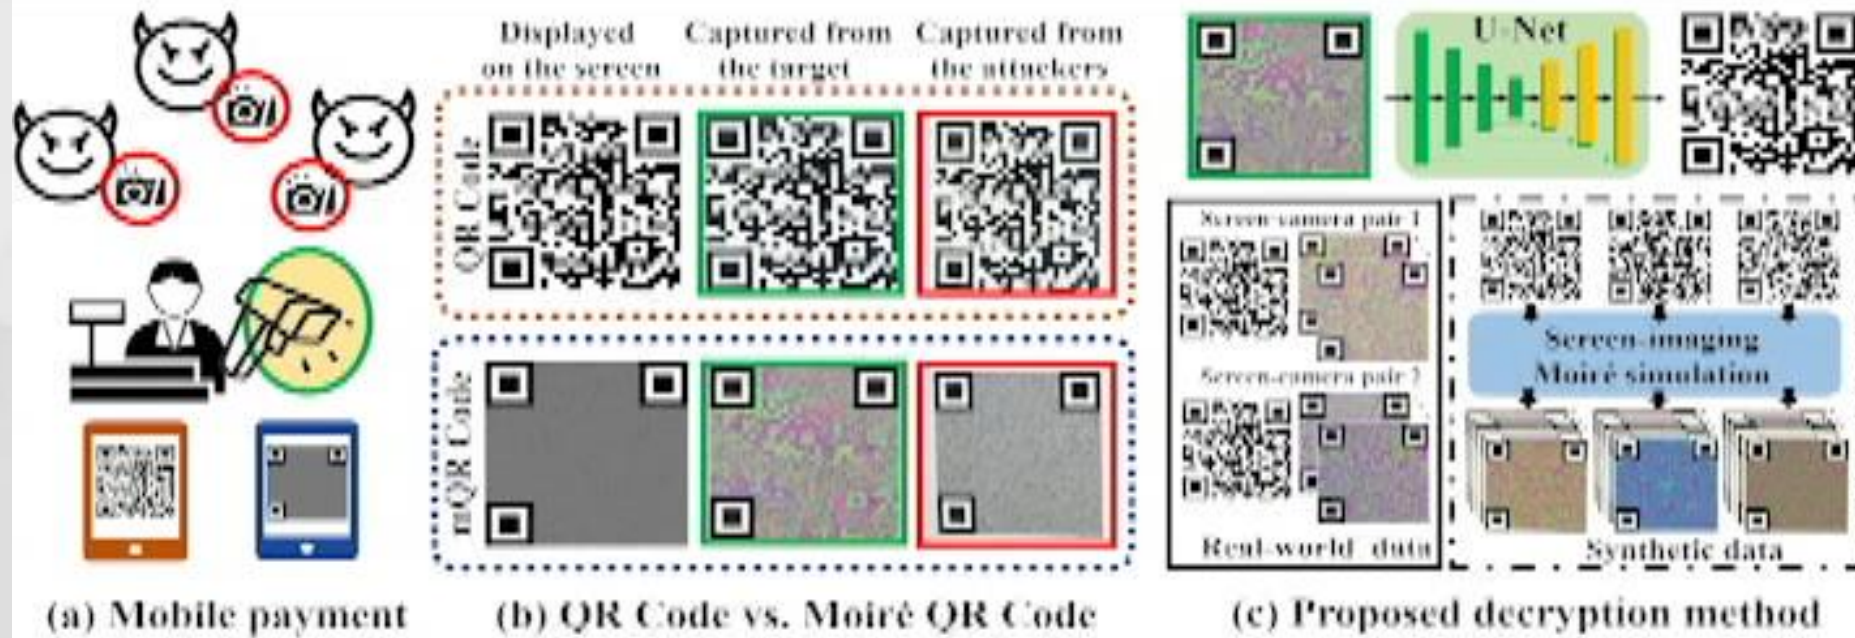 Displayed
on the screen
Captured from
the target
Captured from
the attackers
QR Code
mQR Code
U-Net
Screen-camera pair 1
Screen-camera pair 2
Real-world data
Screen-imaging
Moiré simulation
Synthetic data
(a) Mobile payment
(b) QR Code vs. Moiré QR Code
(c) Proposed decryption method